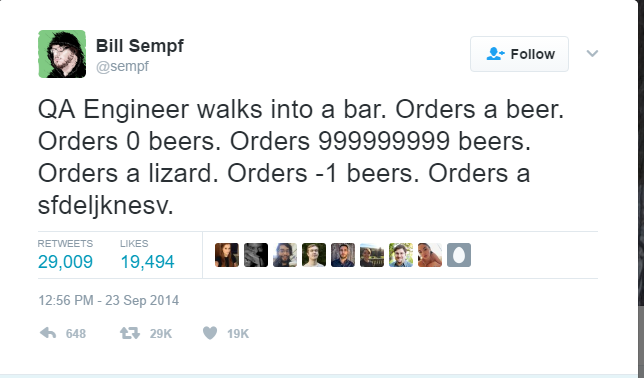 Bill Sempf
@sempf
Follow
QA Engineer walks into a bar. Orders a beer.
Orders 0 beers. Orders 999999999 beers.
Orders a lizard. Orders -1 beers. Orders a
sfdeljknesv.
RETWEETS LIKES
29,009 19,494
12:56 PM - 23 Sep 2014
648 29K 19K